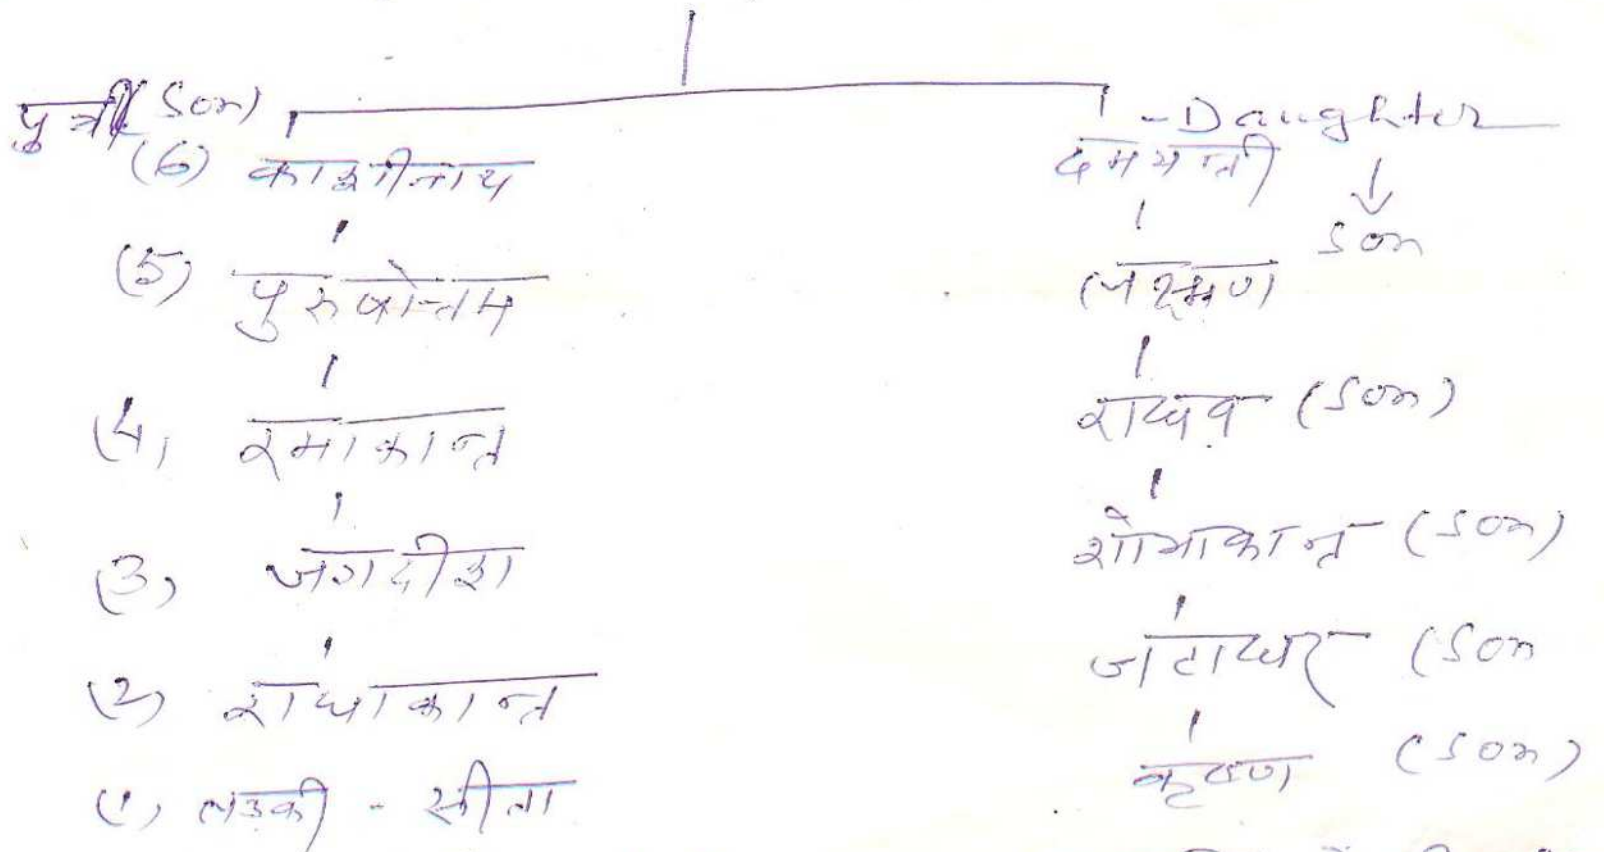 पुत्री (Son)
(6) काशीनाथ
दमयन्ती - Daughter
(5) पुरुषोत्तम
लक्ष्मण Son
(4) रमाकान्त
राघव (Son)
(3) जगदीश
शोभाकान्त (Son)
(2) राधाकान्त
जटाधर (Son
(1) लड़की - सीता
कृष्ण (Son)